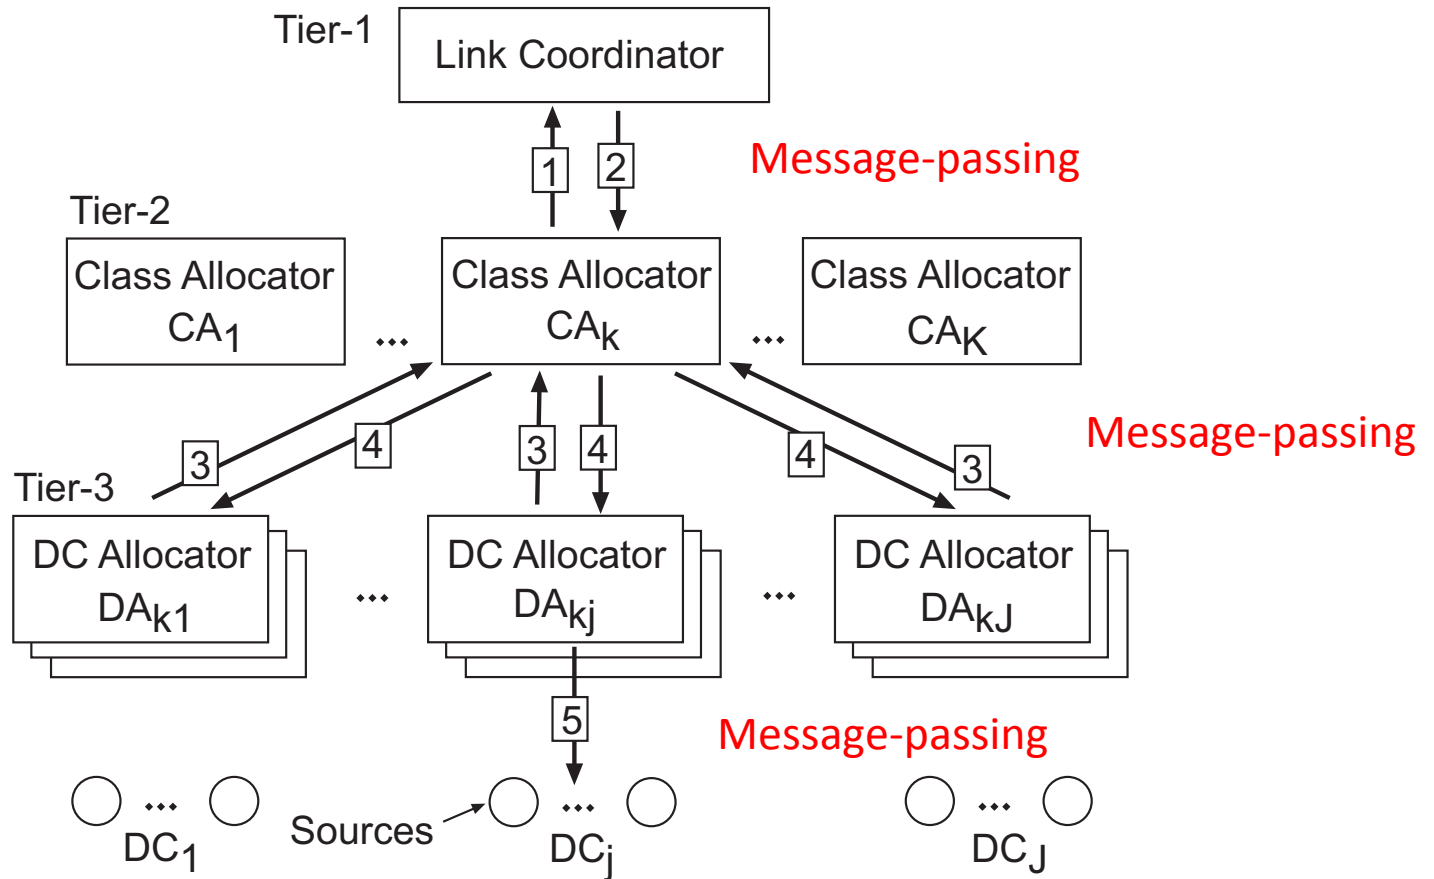 Tier-1
Link Coordinator
1
2
Message-passing
Tier-2
Class Allocator
CA1
...
Class Allocator
CAk
...
Class Allocator
CAK
3
4
3
4
4
3
Message-passing
Tier-3
DC Allocator
DAk1
...
DC Allocator
DAkj
...
DC Allocator
DAkJ
5
Message-passing
...
DC1
Sources
...
DCj
...
DCJ